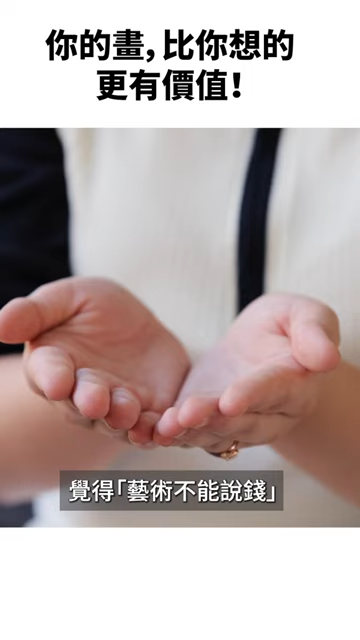 你的畫，比你想的
更有價值！
覺得「藝術不能說錢」